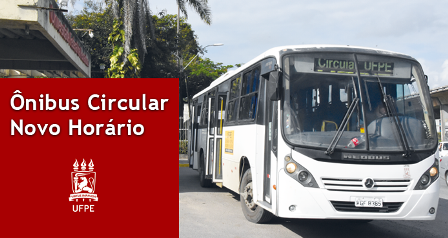 Ônibus Circular
Novo Horário
UFPE
Circular UFPE